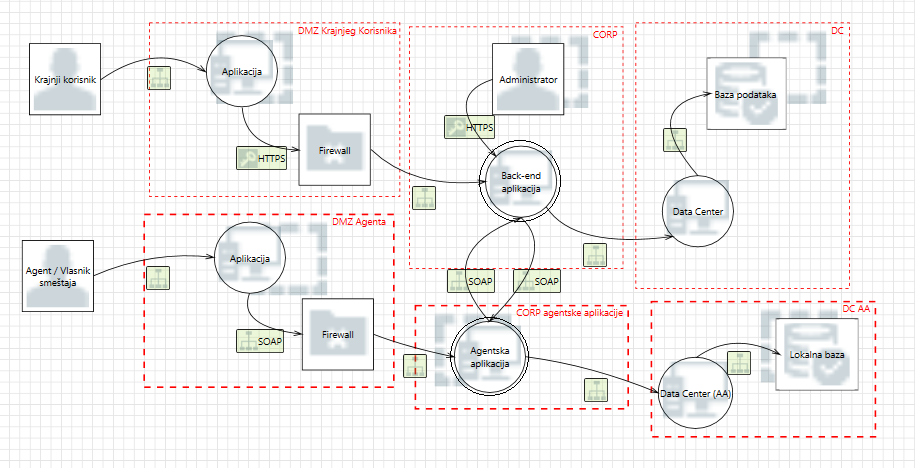 DMZ Krajnjeg Korisnika
CORP
DC
Krajnji korisnik
Aplikacija
Administrator
Baza podataka
HTTPS
Firewall
HTTPS
Back-end
aplikacija
Data Center
DMZ Agenta
Agent / Vlasnik
smeštaja
Aplikacija
SOAP
SOAP
SOAP
Firewall
CORP agentske aplikacije
DC AA
Agentska
aplikacija
Lokalna baza
Data Center (AA)